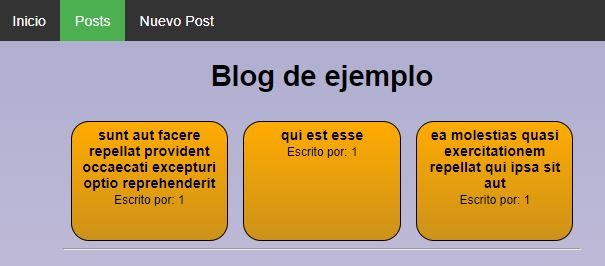 Inicio Posts Nuevo Post
Blog de ejemplo
sunt aut facere
repellat provident
occaecati excepturi
optio reprehenderit
Escrito por: 1
qui est esse
Escrito por: 1
ea molestias quasi
exercitationem
repellat qui ipsa sit
aut
Escrito por: 1